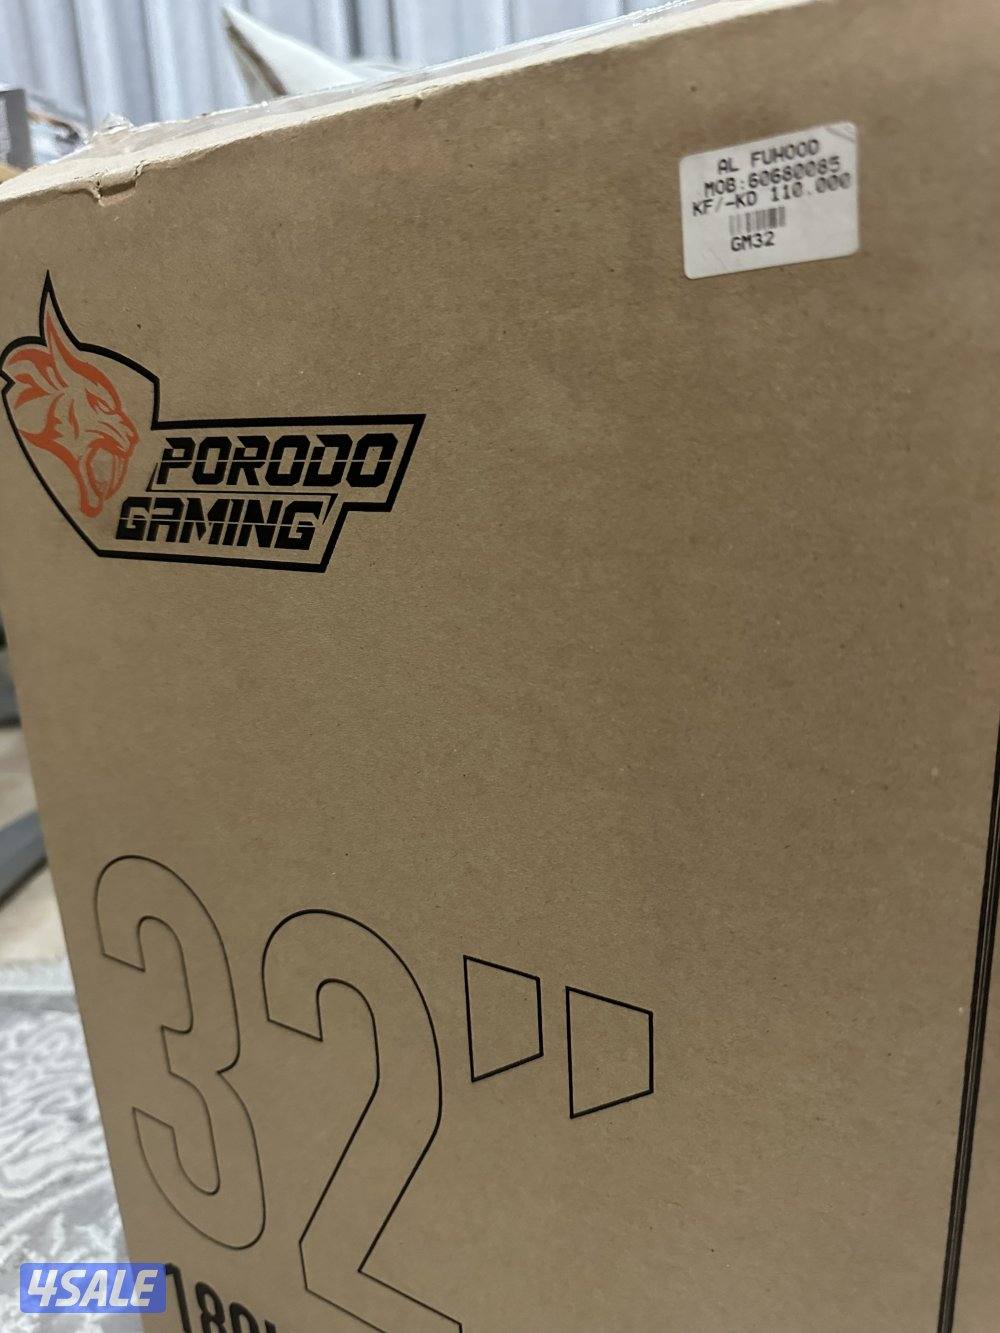 AL FUHOOD
MOB:60680085
KF/-KD 110.000
GM32
PORODO
GAMING
32"
4SALE